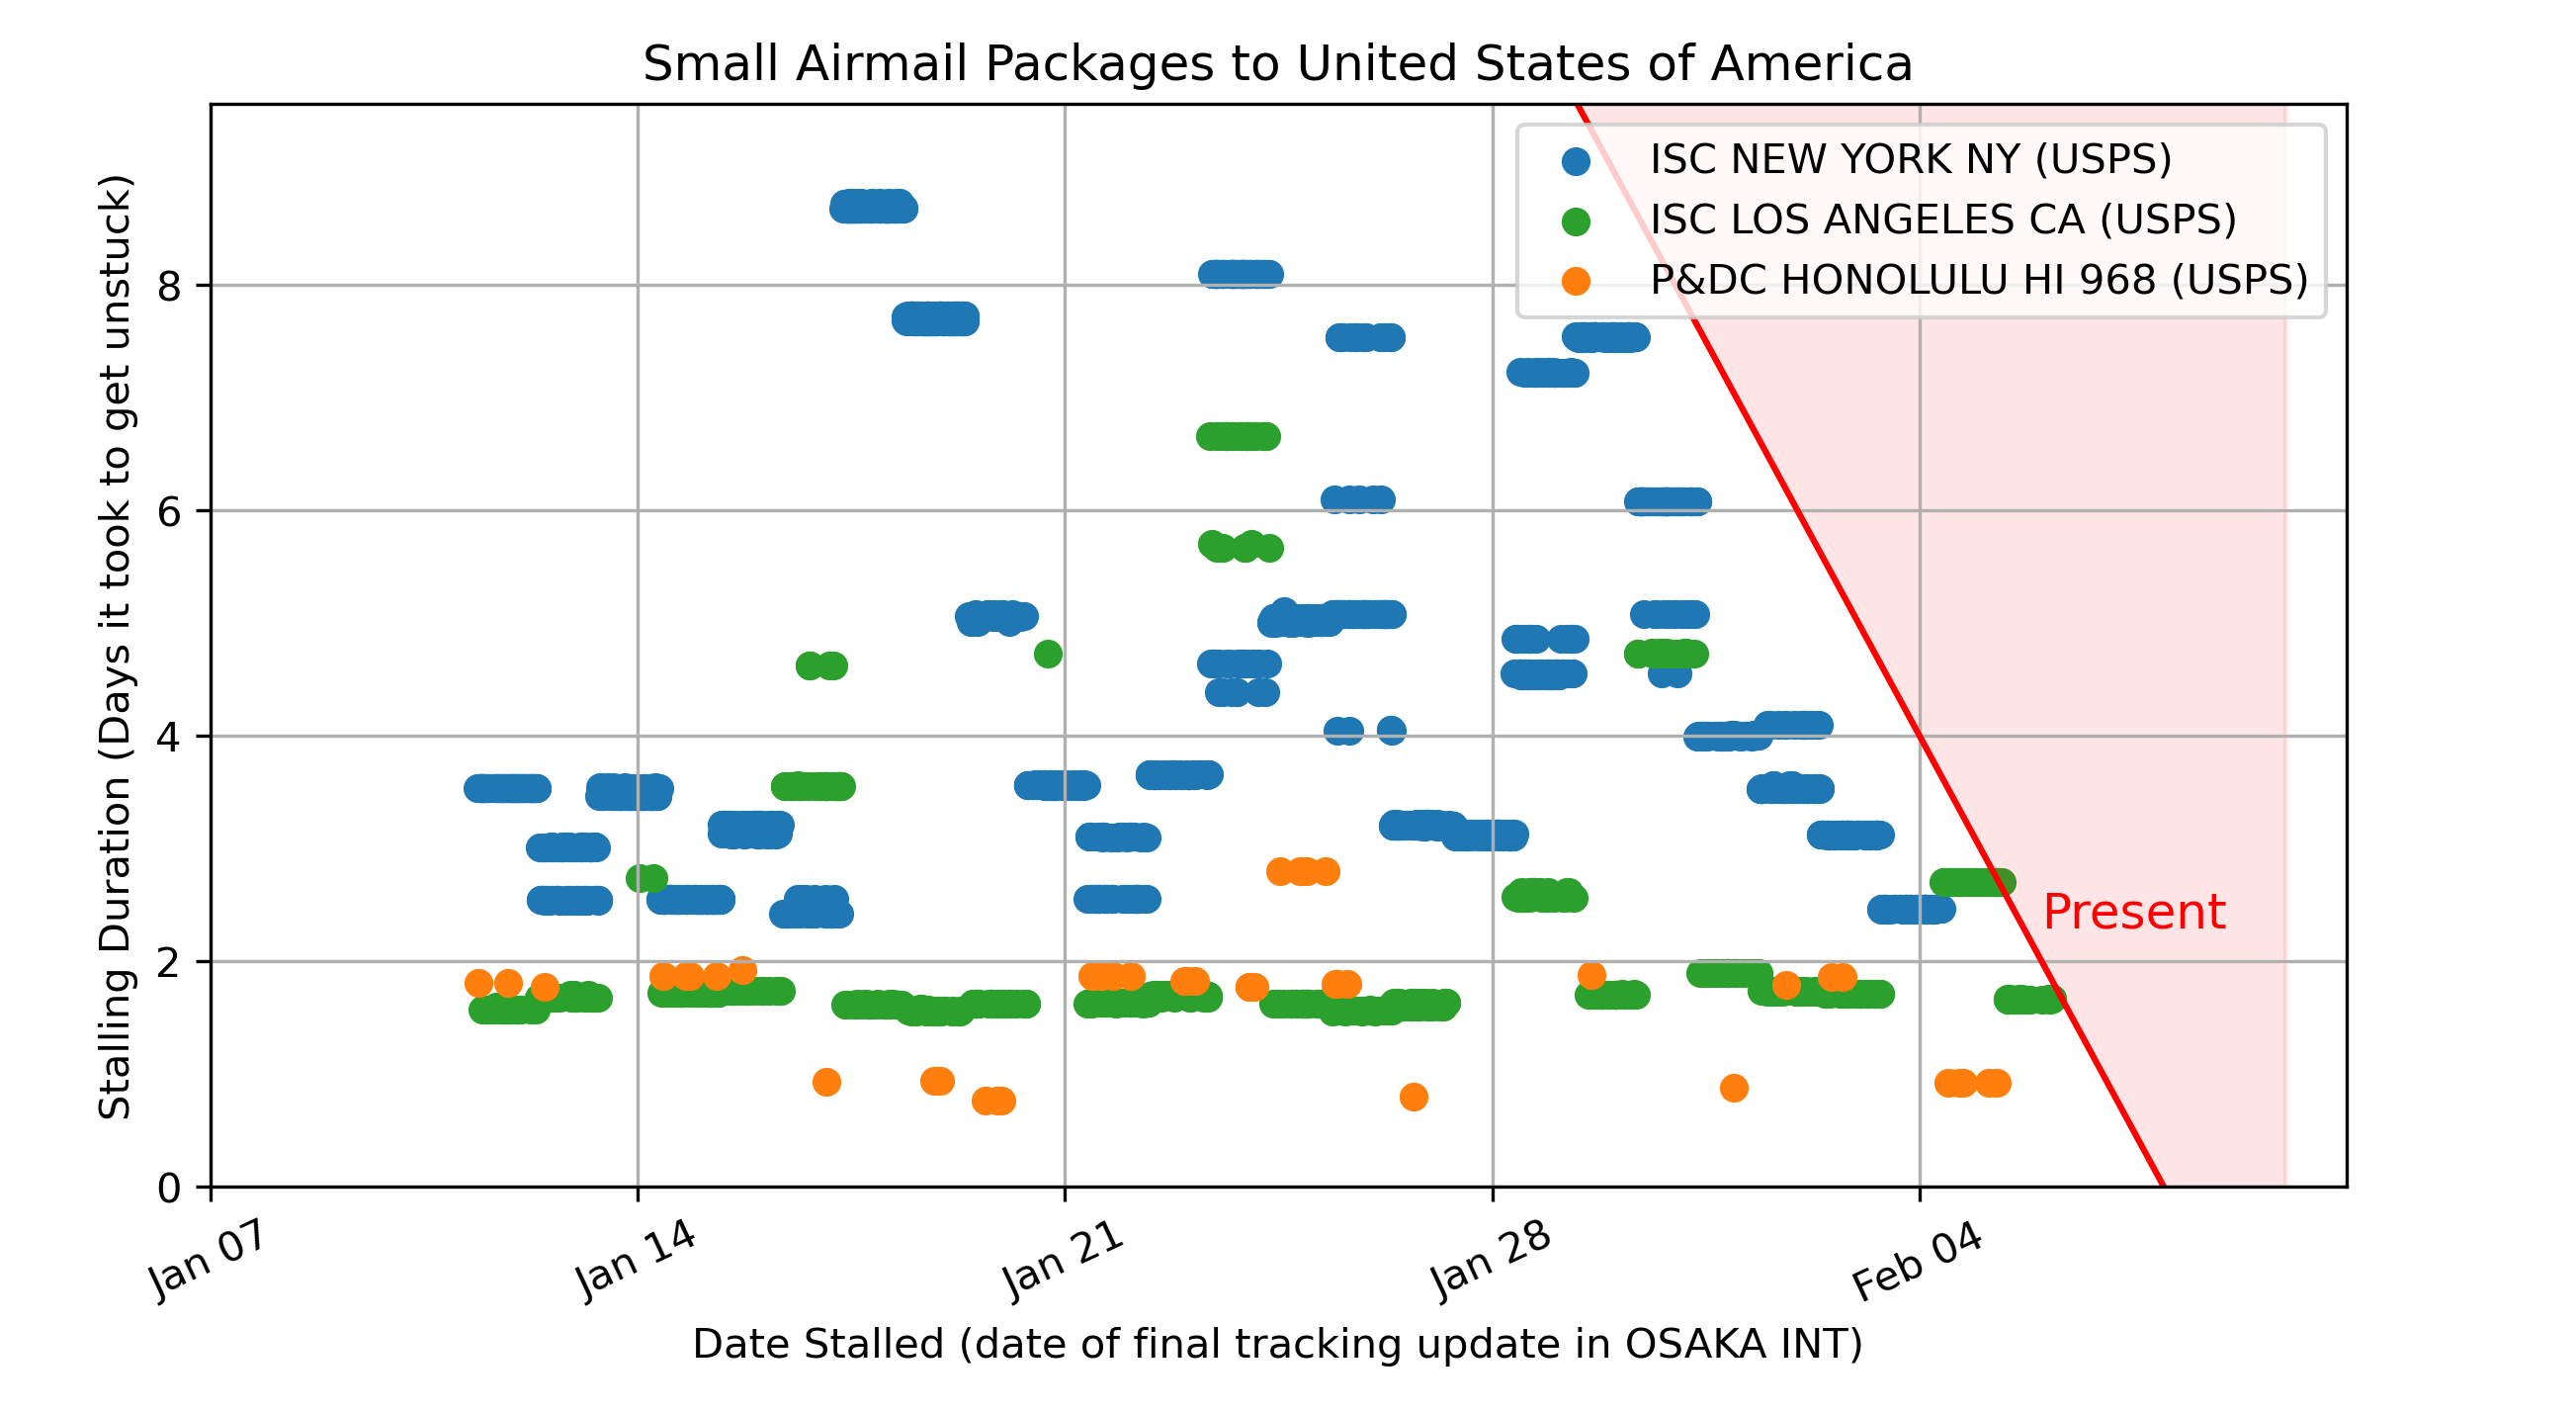 Small Airmail Packages to United States of America
ISC NEW YORK NY (USPS)
ISC LOS ANGELES CA (USPS)
P&DC HONOLULU HI 968 (USPS)
Stalling Duration (Days it took to get unstuck)
8
6
4
2
0
Present
Jan 07
Jan 14
Jan 21
Jan 28
Feb 04
Date Stalled (date of final tracking update in OSAKA INT)